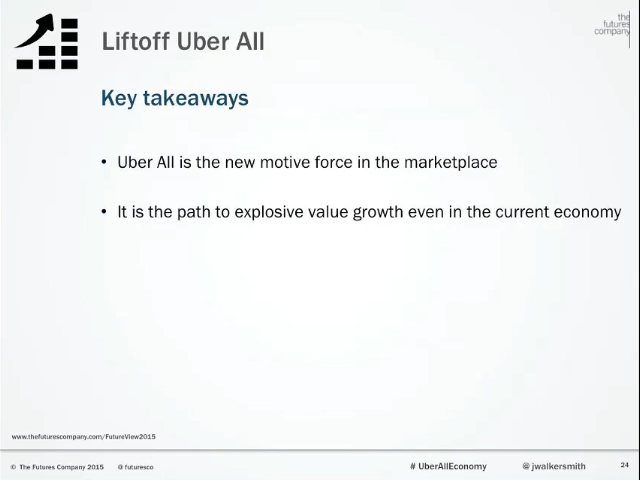 Liftoff Uber All
the
futures
company
Key takeaways
• Uber All is the new motive force in the marketplace
• It is the path to explosive value growth even in the current economy
www.thefuturescompany.com/FutureView2015
© The Futures Company 2015 @ futuresco # UberAllEconomy @ jwalkersmith 24